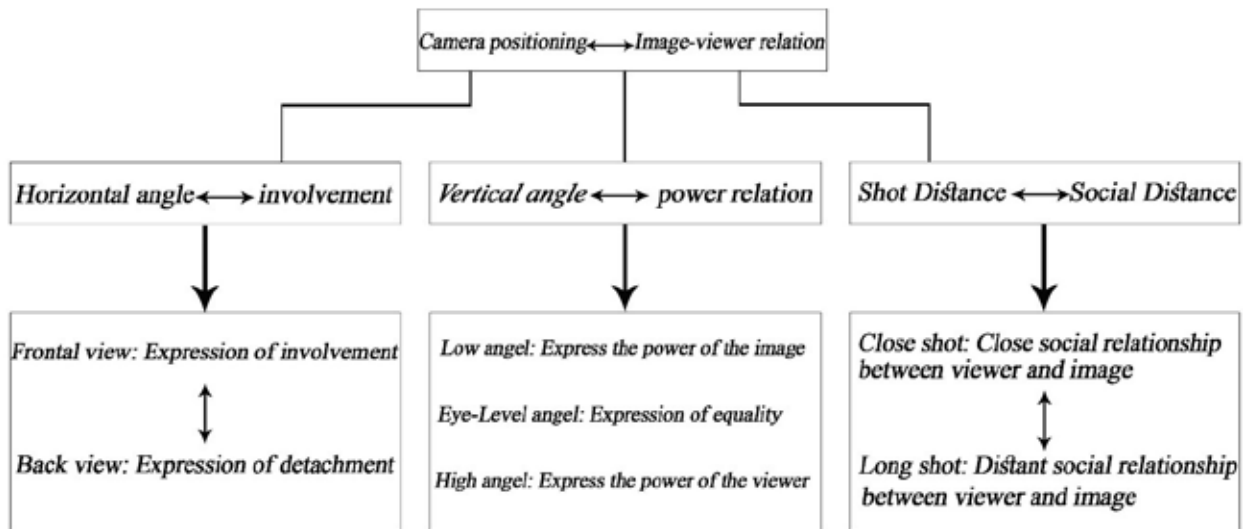 Camera positioning ↔ Image-viewer relation
Horizontal angle ↔ involvement
Vertical angle ↔ power relation
Shot Distance ↔ Social Distance
Frontal view: Expression of involvement
Back view: Expression of detachment
Low angel: Express the power of the image
Eye-Level angel: Expression of equality
High angel: Express the power of the viewer
Close shot: Close social relationship
between viewer and image
Long shot: Distant social relationship
between viewer and image